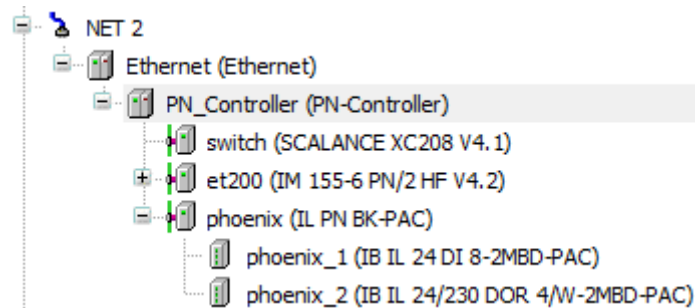 NET 2
Ethernet (Ethernet)
PN_Controller (PN-Controller)
switch (SCALANCE XC208 V4.1)
et200 (IM 155-6 PN/2 HF V4.2)
phoenix (IL PN BK-PAC)
phoenix_1 (IB IL 24 DI 8-2MBD-PAC)
phoenix_2 (IB IL 24/230 DOR 4/W-2MBD-PAC)